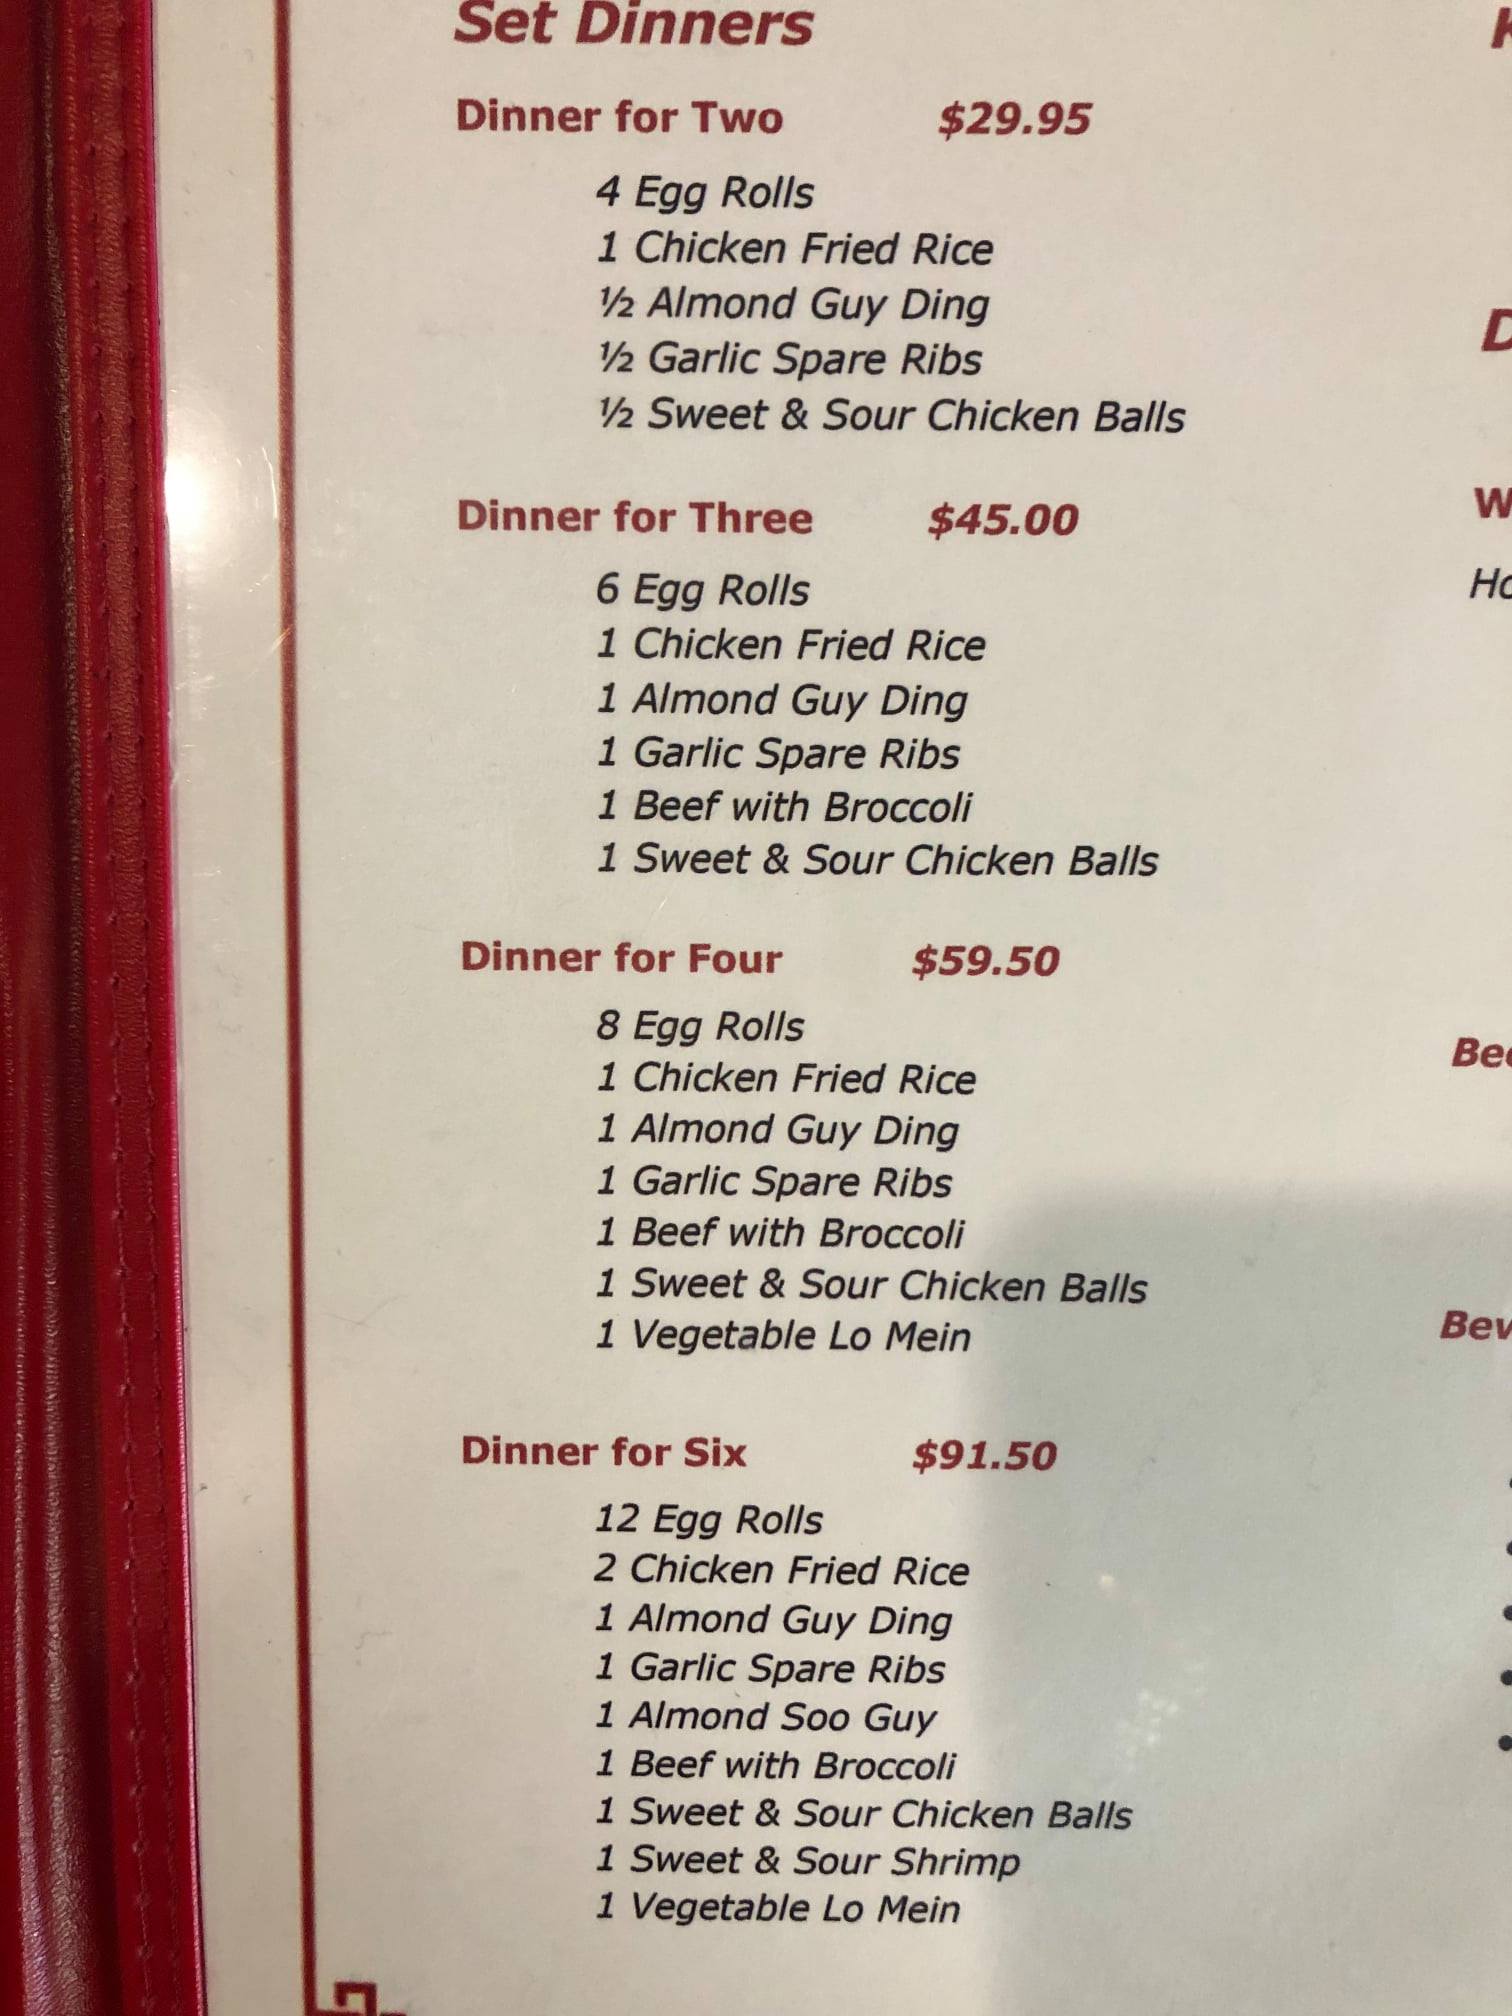 Set Dinners
Dinner for Two $29.95
4 Egg Rolls
1 Chicken Fried Rice
½ Almond Guy Ding
½ Garlic Spare Ribs
½ Sweet & Sour Chicken Balls
Dinner for Three $45.00
6 Egg Rolls
1 Chicken Fried Rice
1 Almond Guy Ding
1 Garlic Spare Ribs
1 Beef with Broccoli
1 Sweet & Sour Chicken Balls
Dinner for Four $59.50
8 Egg Rolls
1 Chicken Fried Rice
1 Almond Guy Ding
1 Garlic Spare Ribs
1 Beef with Broccoli
1 Sweet & Sour Chicken Balls
1 Vegetable Lo Mein
Dinner for Six $91.50
12 Egg Rolls
2 Chicken Fried Rice
1 Almond Guy Ding
1 Garlic Spare Ribs
1 Almond Soo Guy
1 Beef with Broccoli
1 Sweet & Sour Chicken Balls
1 Sweet & Sour Shrimp
1 Vegetable Lo Mein